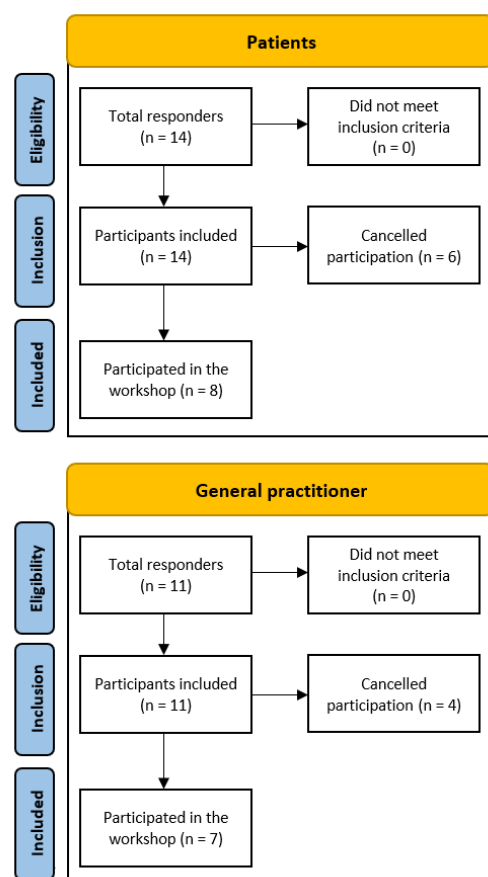 Patients
Eligibility
Total responders
(n = 14)
Did not meet
inclusion criteria
(n = 0)
Inclusion
Participants included
(n = 14)
Cancelled
participation (n = 6)
Included
Participated in the
workshop (n = 8)
General practitioner
Eligibility
Total responders
(n = 11)
Did not meet
inclusion criteria
(n = 0)
Inclusion
Participants included
(n = 11)
Cancelled
participation (n = 4)
Included
Participated in the
workshop (n = 7)